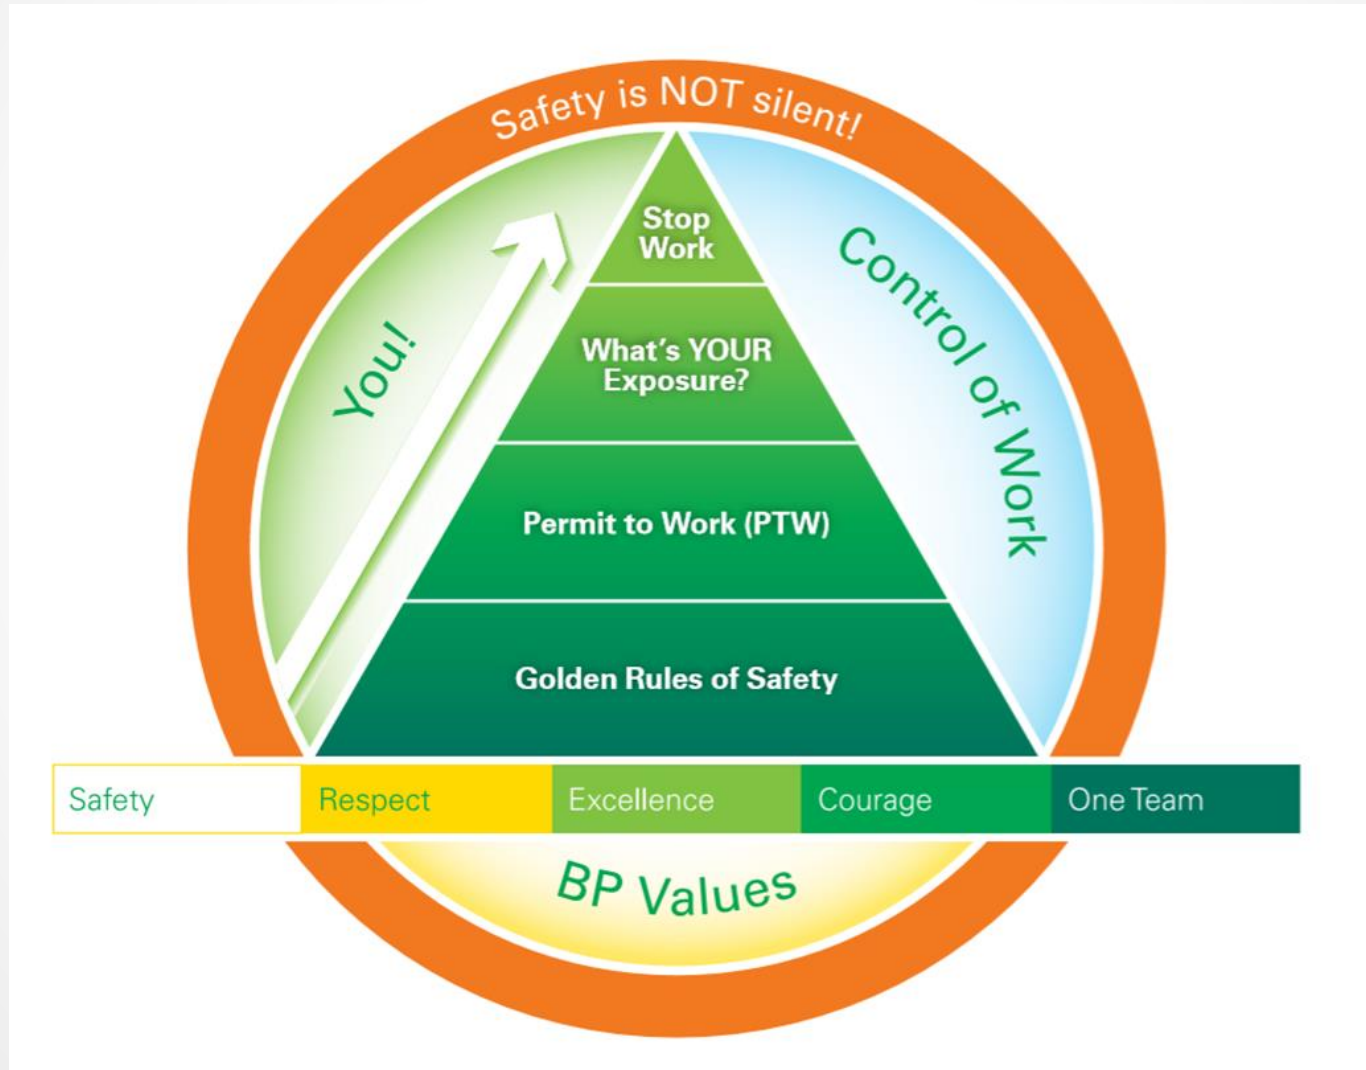 Safety is NOT silent!
You!
Control of Work
Stop
Work
What's YOUR
Exposure?
Permit to Work (PTW)
Golden Rules of Safety
Safety
Respect
Excellence
Courage
One Team
BP Values